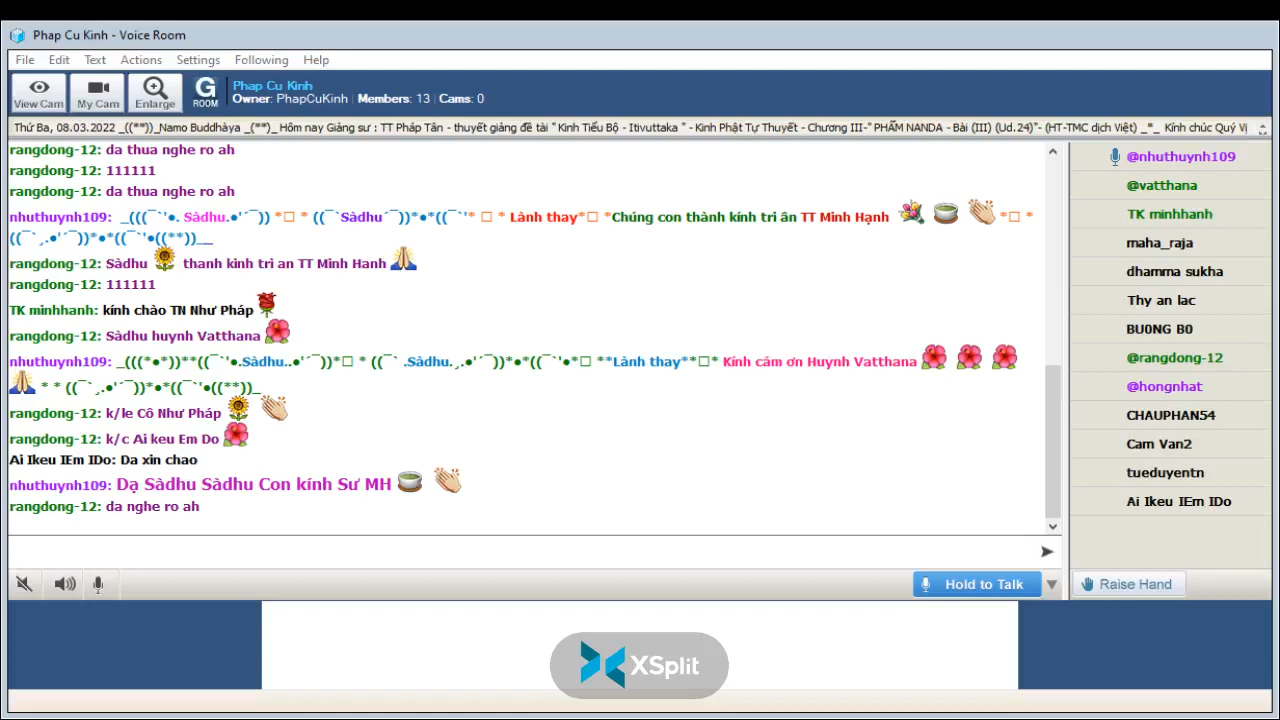 Phap Cu Kinh - Voice Room
File Edit Text Actions Settings Following Help
View Cam My Cam Enlarge G ROOM
Phap Cu Kinh
Owner: PhapCuKinh Members: 13 Cams: 0
Thứ Ba, 08.03.2022 _((**))_Namo Buddhàya _(**)_ Hôm nay Giảng sư : TT Pháp Tân - thuyết giảng đề tài " Kinh Tiểu Bộ - Itivuttaka " - Kinh Phật Tự Thuyết - Chương III-" PHẨM NANDA - Bài (III) (Ud.24)"- (HT-TMC dịch Việt) _*_ Kính chúc Quý Vị
rangdong-12: da thua nghe ro ah
rangdong-12: 111111
rangdong-12: da thua nghe ro ah
nhuthuynh109: _(((¯`'•. Sàdhu.•'´¯)) *□ * ((¯`Sàdhu´¯))*•*((¯`'* □ * Lành thay*□ *Chúng con thành kính tri ân TT Minh Hạnh *□ *
((¯`¸.•'´¯))*•*((¯`'•((**))__
rangdong-12: Sàdhu thanh kinh tri an TT Minh Hanh
rangdong-12: 111111
TK minhhanh: kính chào TN Như Pháp
rangdong-12: Sàdhu huynh Vatthana
nhuthuynh109: _(((*•*))**((¯`'•.Sàdhu..•'´¯))*□ * ((¯` .Sàdhu.¸.•'´¯))*•*((¯`'•*□ **Lành thay**□* Kính cám ơn Huynh Vatthana
* * ((¯`¸.•'´¯))*•*((¯`'•((**))_
rangdong-12: k/le Cô Như Pháp
rangdong-12: k/c Ai keu Em Do
Ai Ikeu IEm IDo: Da xin chao
nhuthuynh109: Dạ Sàdhu Sàdhu Con kính Sư MH
rangdong-12: da nghe ro ah
@nhuthuynh109
@vatthana
TK minhhanh
maha_raja
dhamma sukha
Thy an lac
BU0NG B0
@rangdong-12
@hongnhat
CHAUPHAN54
Cam Van2
tueduyentn
Ai Ikeu IEm IDo
Hold to Talk
Raise Hand
XSplit